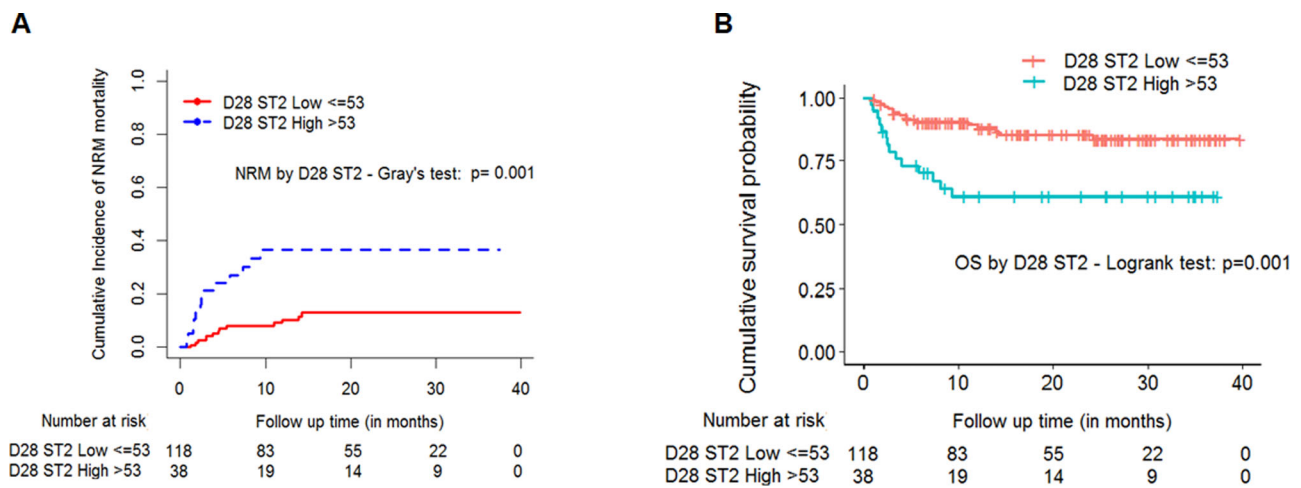 A
Cumulative Incidence of NRM mortality
1.0
0.8
0.6
0.4
0.2
0.0
D28 ST2 Low <=53
D28 ST2 High >53
NRM by D28 ST2 - Gray's test: p= 0.001
0 10 20 30 40
Number at risk Follow up time (in months)
D28 ST2 Low <=53 118 83 55 22 0
D28 ST2 High >53 38 19 14 9 0
B
D28 ST2 Low <=53
D28 ST2 High >53
Cumulative survival probability
1.00
0.75
0.50
0.25
0.00
OS by D28 ST2 - Logrank test: p=0.001
0 10 20 30 40
Number at risk Follow up time (in months)
D28 ST2 Low <=53 118 83 55 22 0
D28 ST2 High >53 38 19 14 9 0